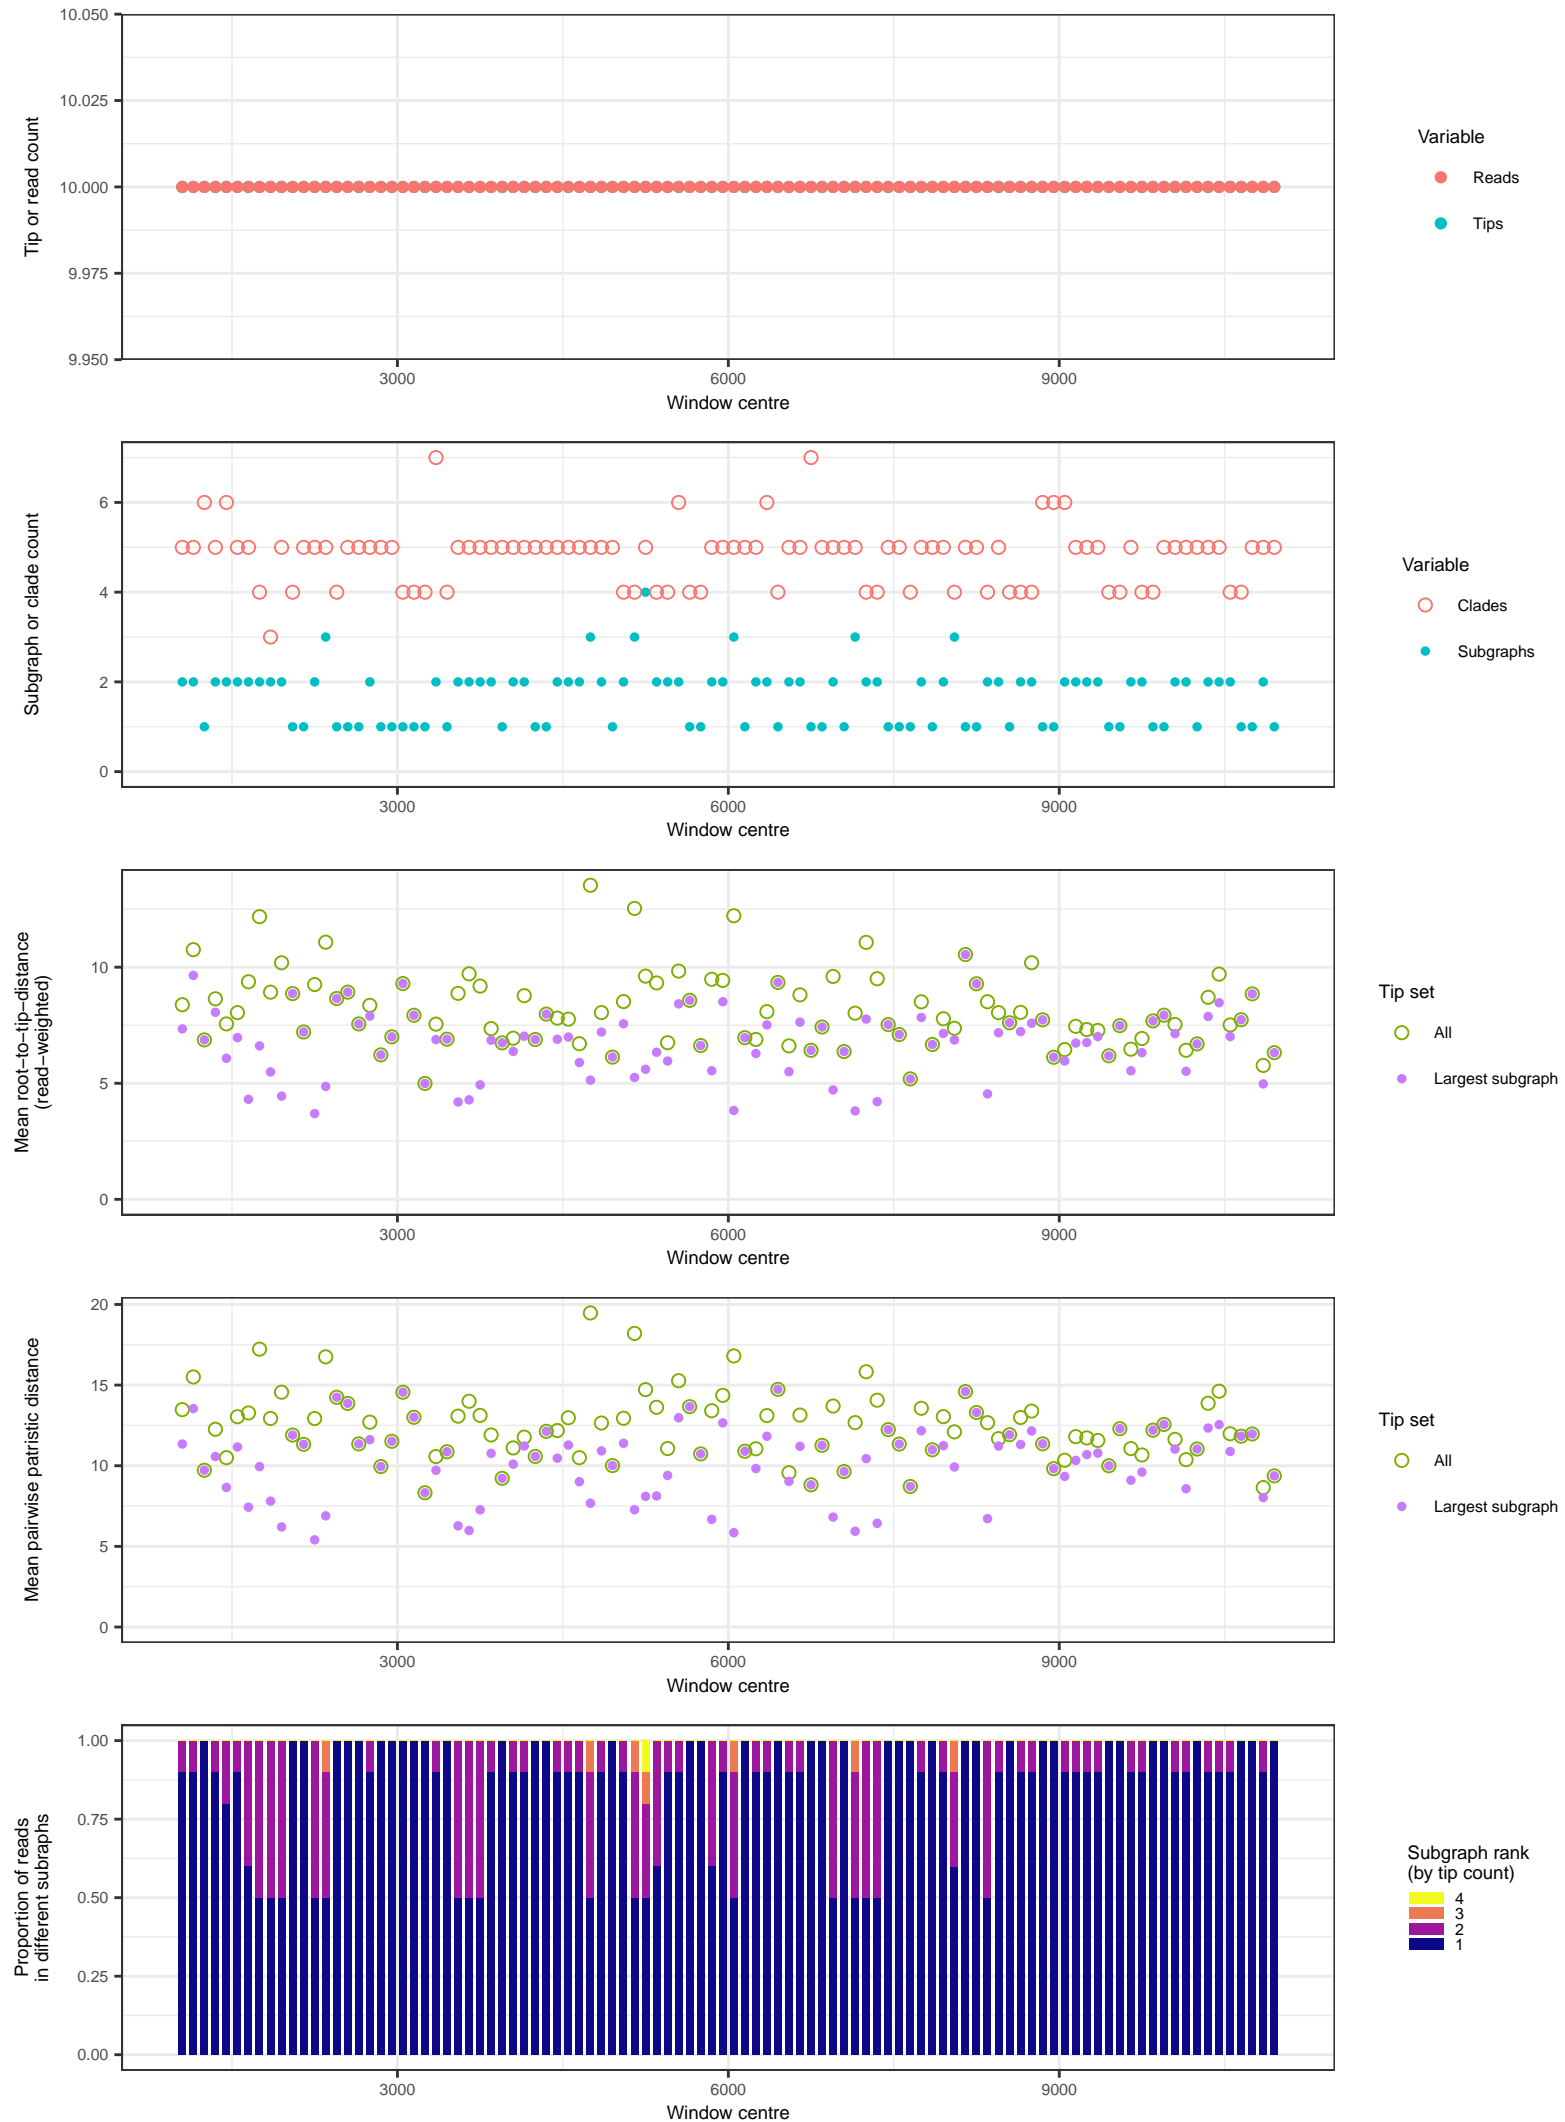 10.050
10.025
10.000
9.975
9.950
Tip or read count
3000 6000 9000
Window centre
Variable
Reads
Tips
6
4
2
0
Subgraph or clade count
3000 6000 9000
Window centre
Variable
Clades
Subgraphs
10
5
0
Mean root−to−tip−distance
(read−weighted)
3000 6000 9000
Window centre
Tip set
All
Largest subgraph
20
15
10
5
0
Mean pairwise patristic distance
3000 6000 9000
Window centre
Tip set
All
Largest subgraph
1.00
0.75
0.50
0.25
0.00
Proportion of reads
in different subraphs
3000 6000 9000
Window centre
Subgraph rank
(by tip count)
4
3
2
1